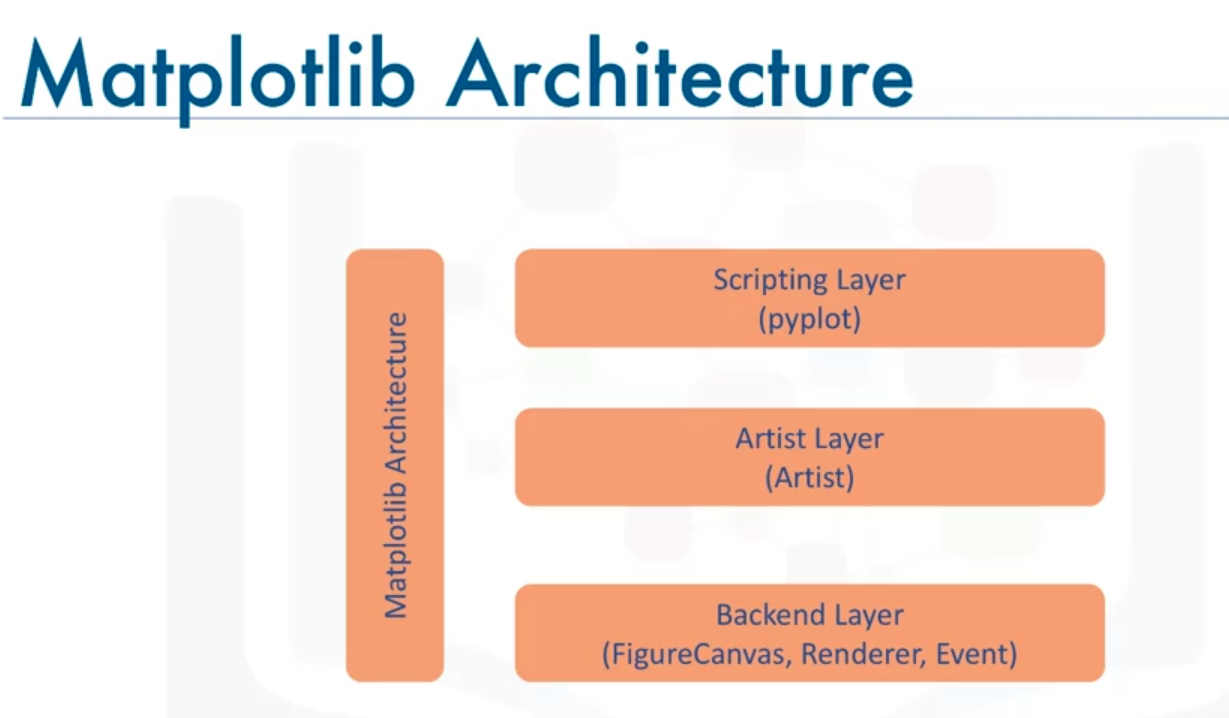 Matplotlib Architecture
Matplotlib Architecture
Scripting Layer
(pyplot)
Artist Layer
(Artist)
Backend Layer
(FigureCanvas, Renderer, Event)